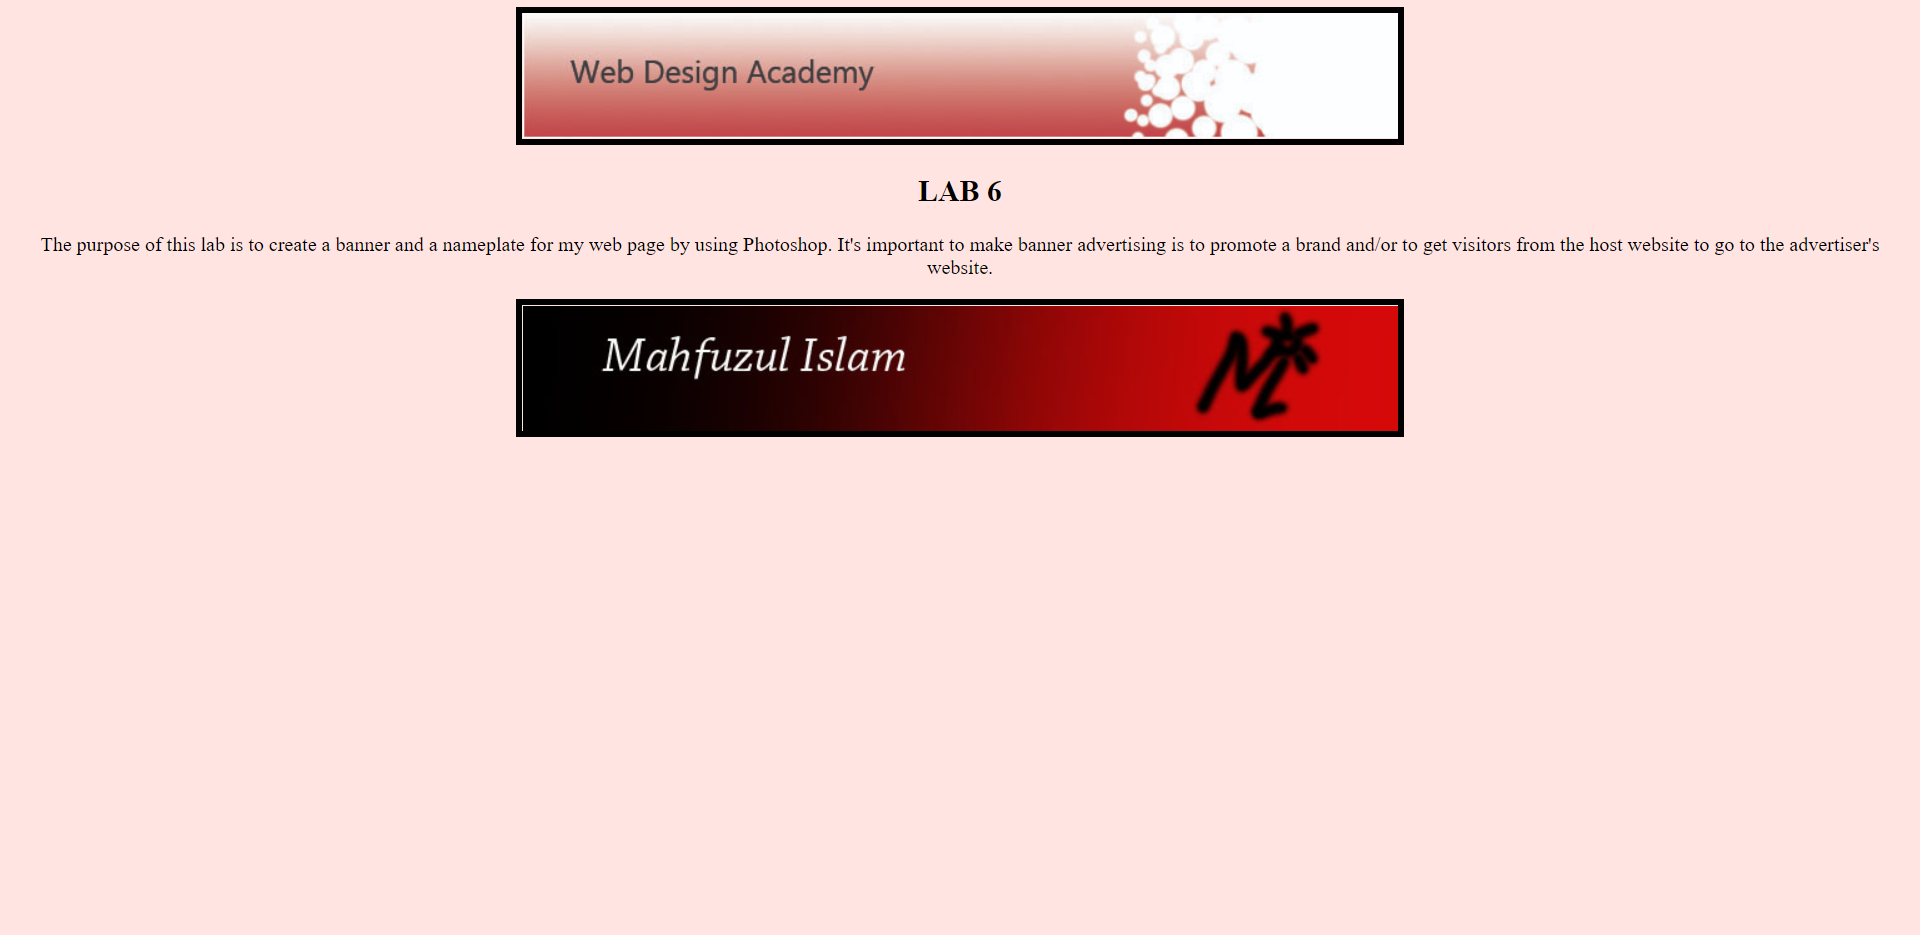 Web Design Academy
LAB 6
The purpose of this lab is to create a banner and a nameplate for my web page by using Photoshop. It's important to make banner advertising is to promote a brand and/or to get visitors from the host website to go to the advertiser's
website.
Mahfuzul Islam